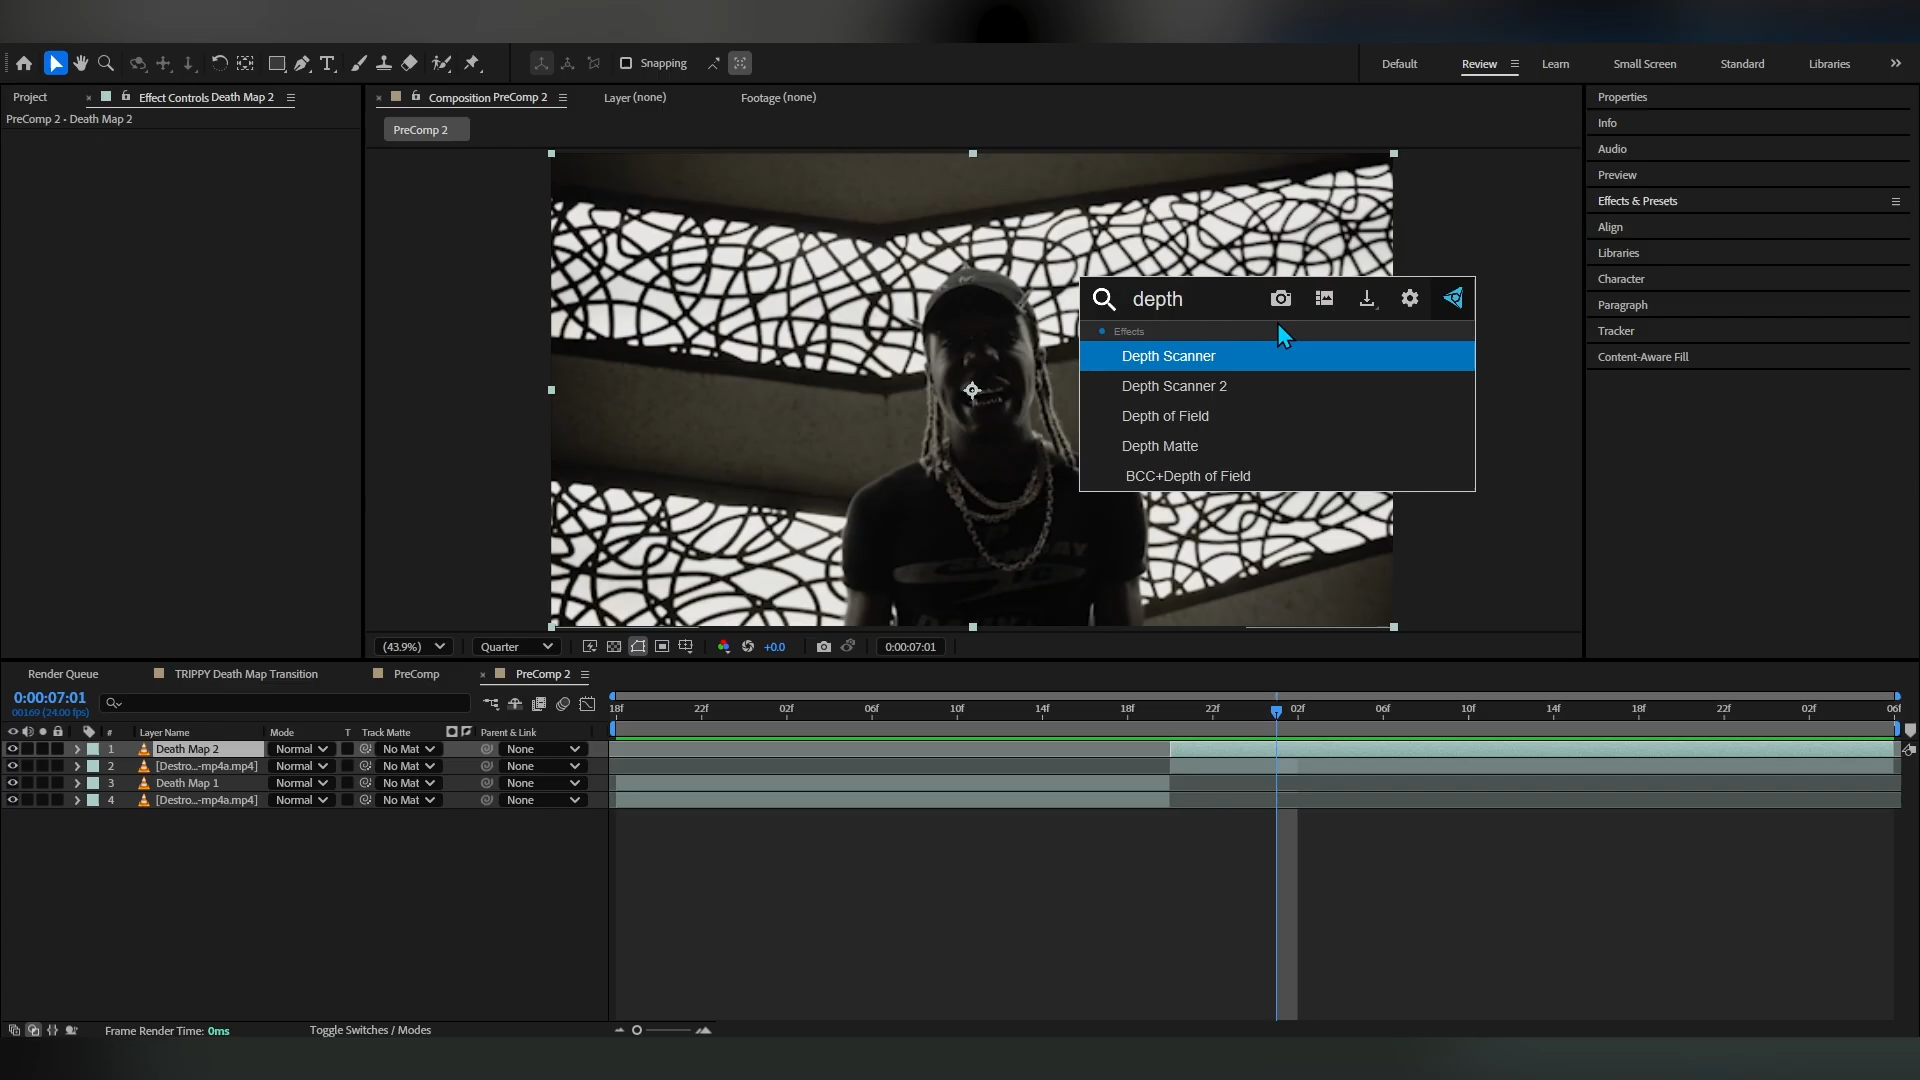 Snapping
Default
Review
Learn
Small Screen
Standard
Libraries
Project
Effect Controls Death Map 2
Composition PreComp 2
Layer (none)
Footage (none)
PreComp 2 • Death Map 2
PreComp 2
Properties
Info
Audio
Preview
Effects & Presets
Align
Libraries
Character
Paragraph
Tracker
Content-Aware Fill
depth
Effects
Depth Scanner
Depth Scanner 2
Depth of Field
Depth Matte
BCC+Depth of Field
(43.9%)
Quarter
+0.0
0:00:07:01
Render Queue
TRIPPY Death Map Transition
PreComp
PreComp 2
0:00:07:01
00169 (24.00 fps)
18f 22f 02f 06f 10f 14f 18f 22f 02f 06f 10f 14f 18f 22f 02f 06f
# Layer Name Mode T Track Matte Parent & Link
1 Death Map 2 Normal No Mat None
2 [Destro...-mp4a.mp4] Normal No Mat None
3 Death Map 1 Normal No Mat None
4 [Destro...-mp4a.mp4] Normal No Mat None
Frame Render Time: 0ms
Toggle Switches / Modes